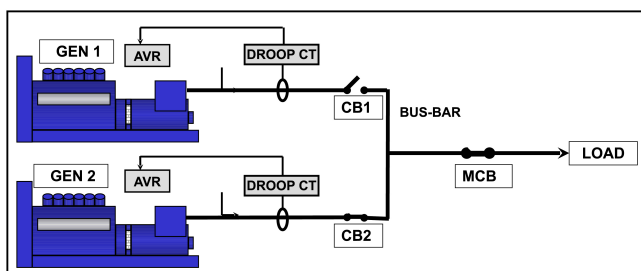 GEN 1
AVR
DROOP CT
CB1
BUS-BAR
GEN 2
AVR
DROOP CT
CB2
MCB
LOAD